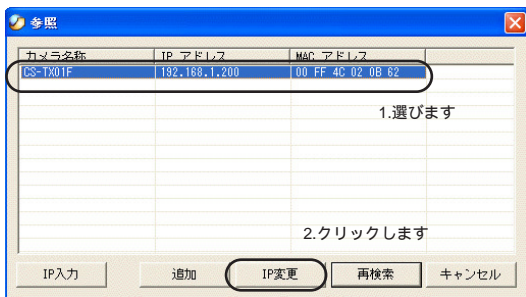 参照
カメラ名称 IP アドレス MAC アドレス
CS-TX01F 192.168.1.200 00 FF 4C 02 0B 62
1.選びます
2.クリックします
IP入力 追加 IP変更 再検索 キャンセル